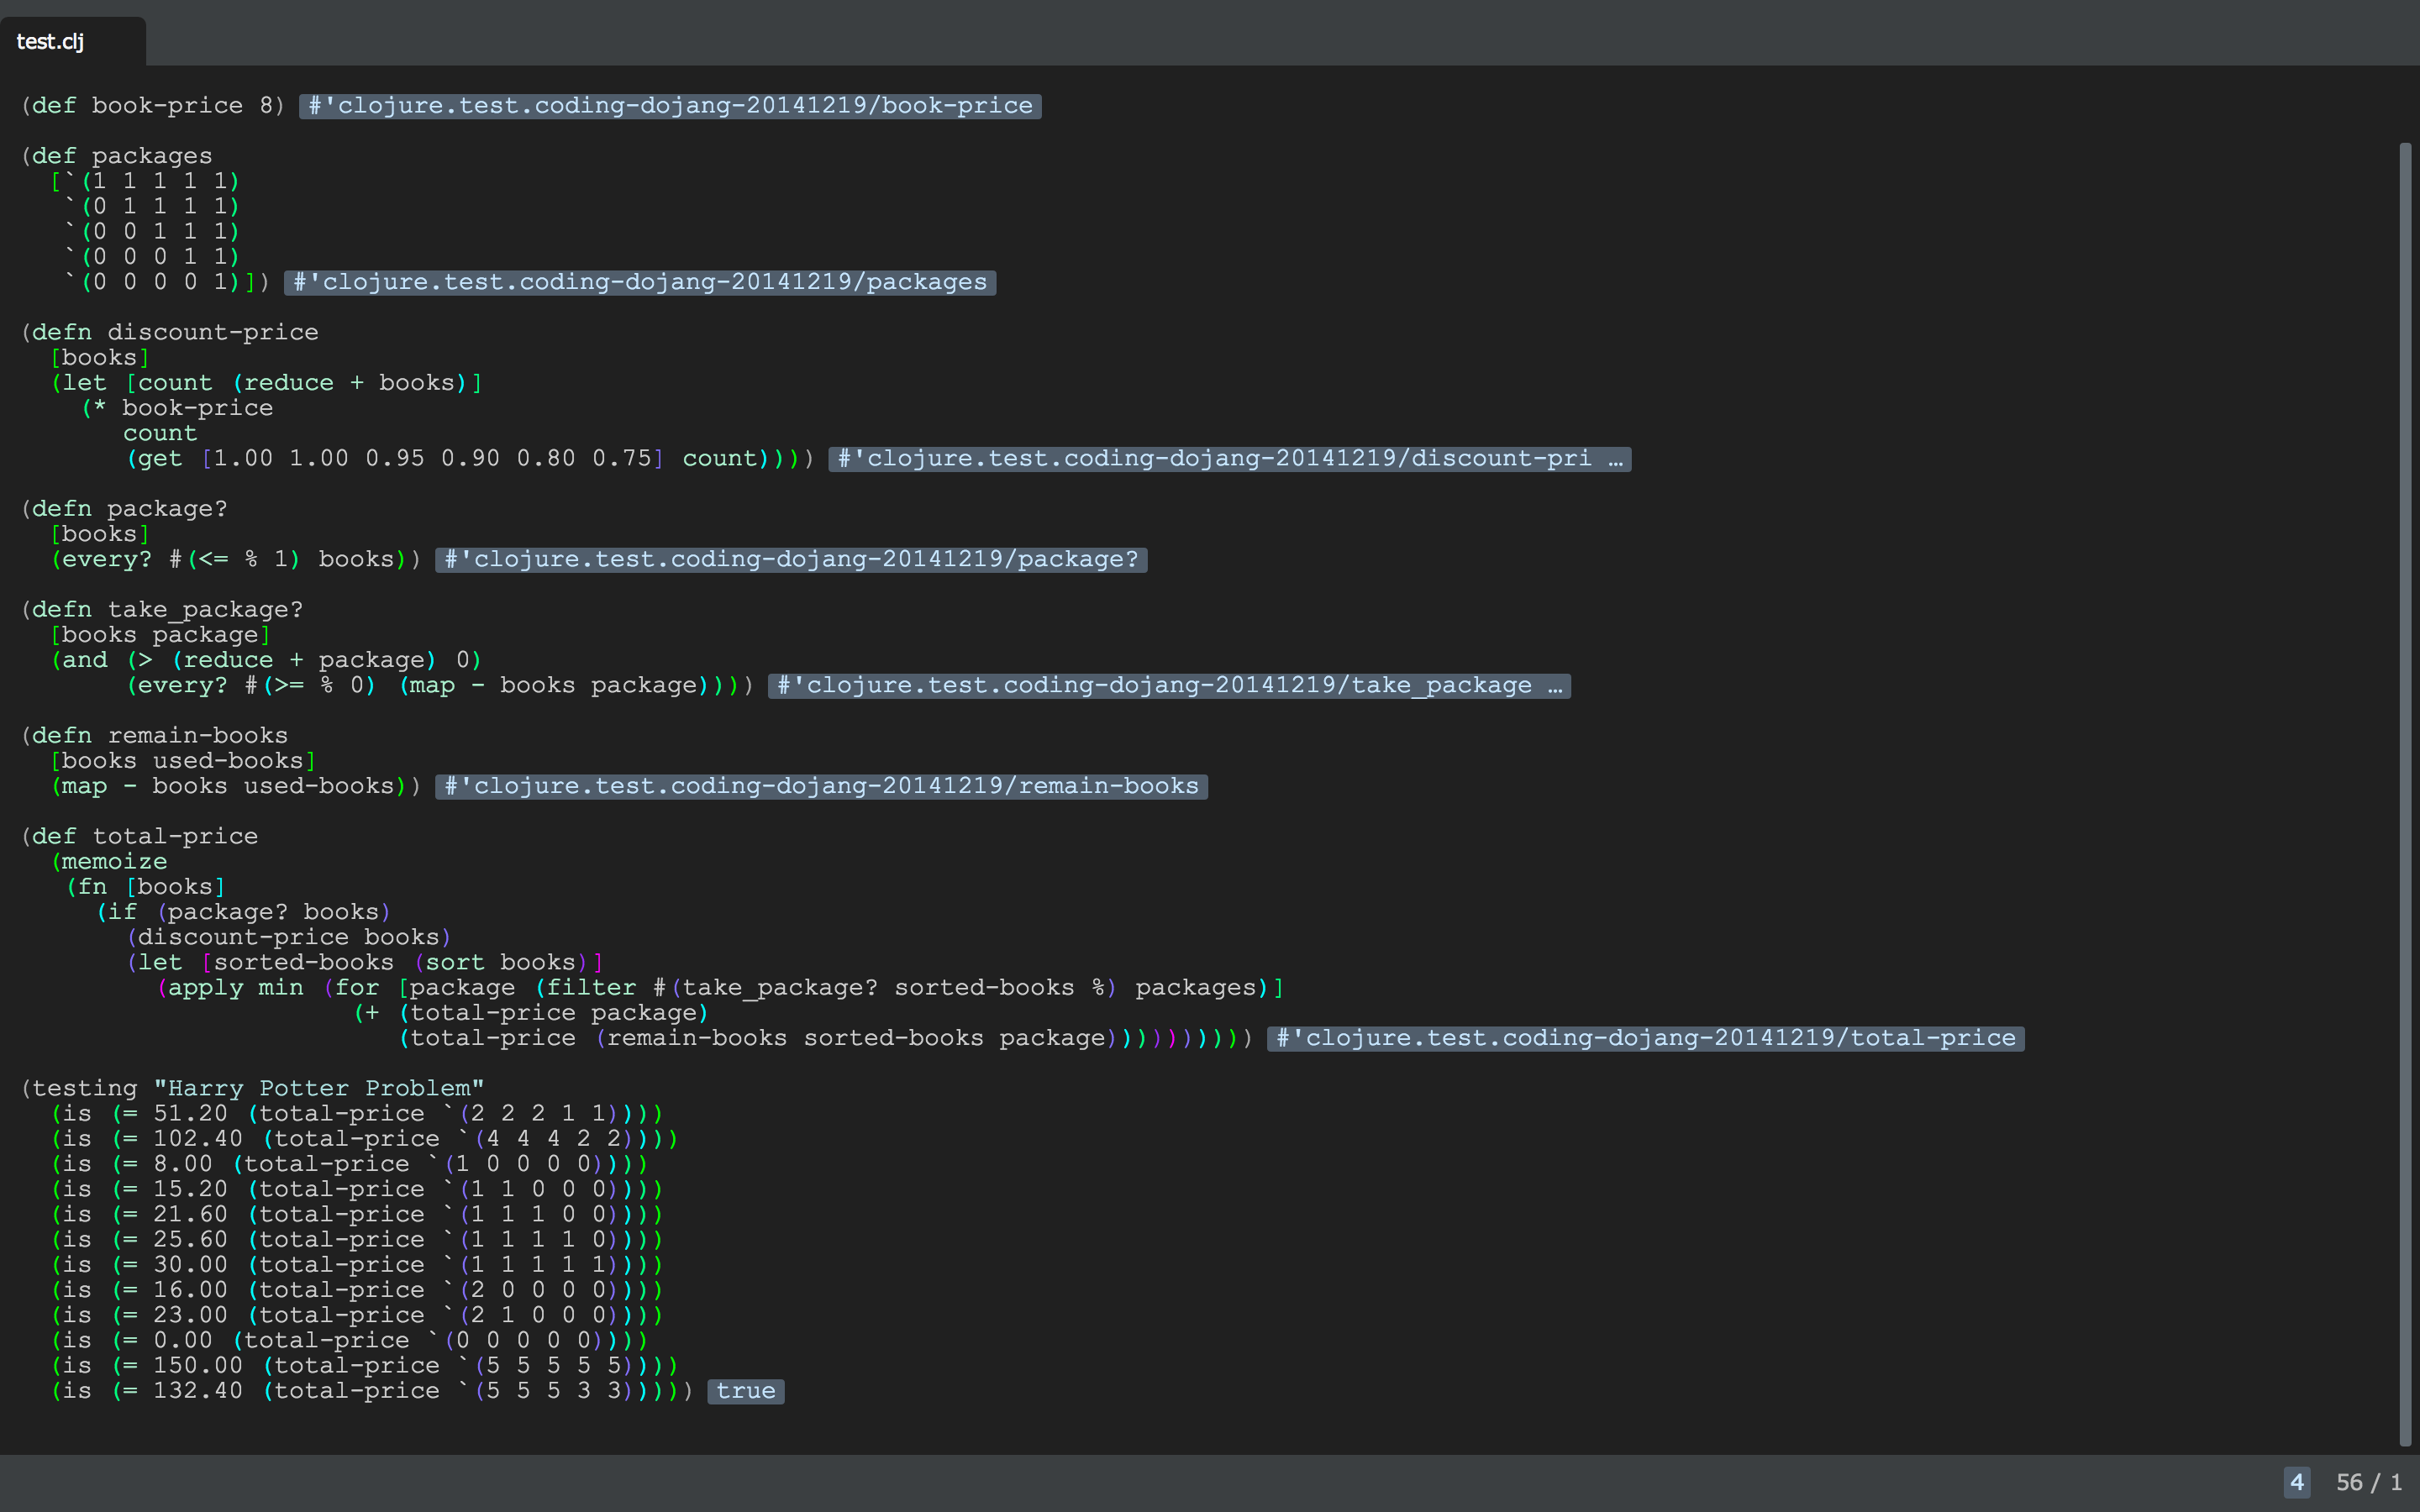 test.clj
(def book-price 8) #'clojure.test.coding-dojang-20141219/book-price
(def packages
[`(1 1 1 1 1)
`(0 1 1 1 1)
`(0 0 1 1 1)
`(0 0 0 1 1)
`(0 0 0 0 1)]) #'clojure.test.coding-dojang-20141219/packages
(defn discount-price
[books]
(let [count (reduce + books)]
(* book-price
count
(get [1.00 1.00 0.95 0.90 0.80 0.75] count)))) #'clojure.test.coding-dojang-20141219/discount-pri …
(defn package?
[books]
(every? #(<= % 1) books)) #'clojure.test.coding-dojang-20141219/package?
(defn take_package?
[books package]
(and (> (reduce + package) 0)
(every? #(>= % 0) (map - books package)))) #'clojure.test.coding-dojang-20141219/take_package …
(defn remain-books
[books used-books]
(map - books used-books)) #'clojure.test.coding-dojang-20141219/remain-books
(def total-price
(memoize
(fn [books]
(if (package? books)
(discount-price books)
(let [sorted-books (sort books)]
(apply min (for [package (filter #(take_package? sorted-books %) packages)]
(+ (total-price package)
(total-price (remain-books sorted-books package)))))))))) #'clojure.test.coding-dojang-20141219/total-price
(testing "Harry Potter Problem"
(is (= 51.20 (total-price `(2 2 2 1 1))))
(is (= 102.40 (total-price `(4 4 4 2 2))))
(is (= 8.00 (total-price `(1 0 0 0 0))))
(is (= 15.20 (total-price `(1 1 0 0 0))))
(is (= 21.60 (total-price `(1 1 1 0 0))))
(is (= 25.60 (total-price `(1 1 1 1 0))))
(is (= 30.00 (total-price `(1 1 1 1 1))))
(is (= 16.00 (total-price `(2 0 0 0 0))))
(is (= 23.00 (total-price `(2 1 0 0 0))))
(is (= 0.00 (total-price `(0 0 0 0 0))))
(is (= 150.00 (total-price `(5 5 5 5 5))))
(is (= 132.40 (total-price `(5 5 5 3 3))))) true
4 56 / 1